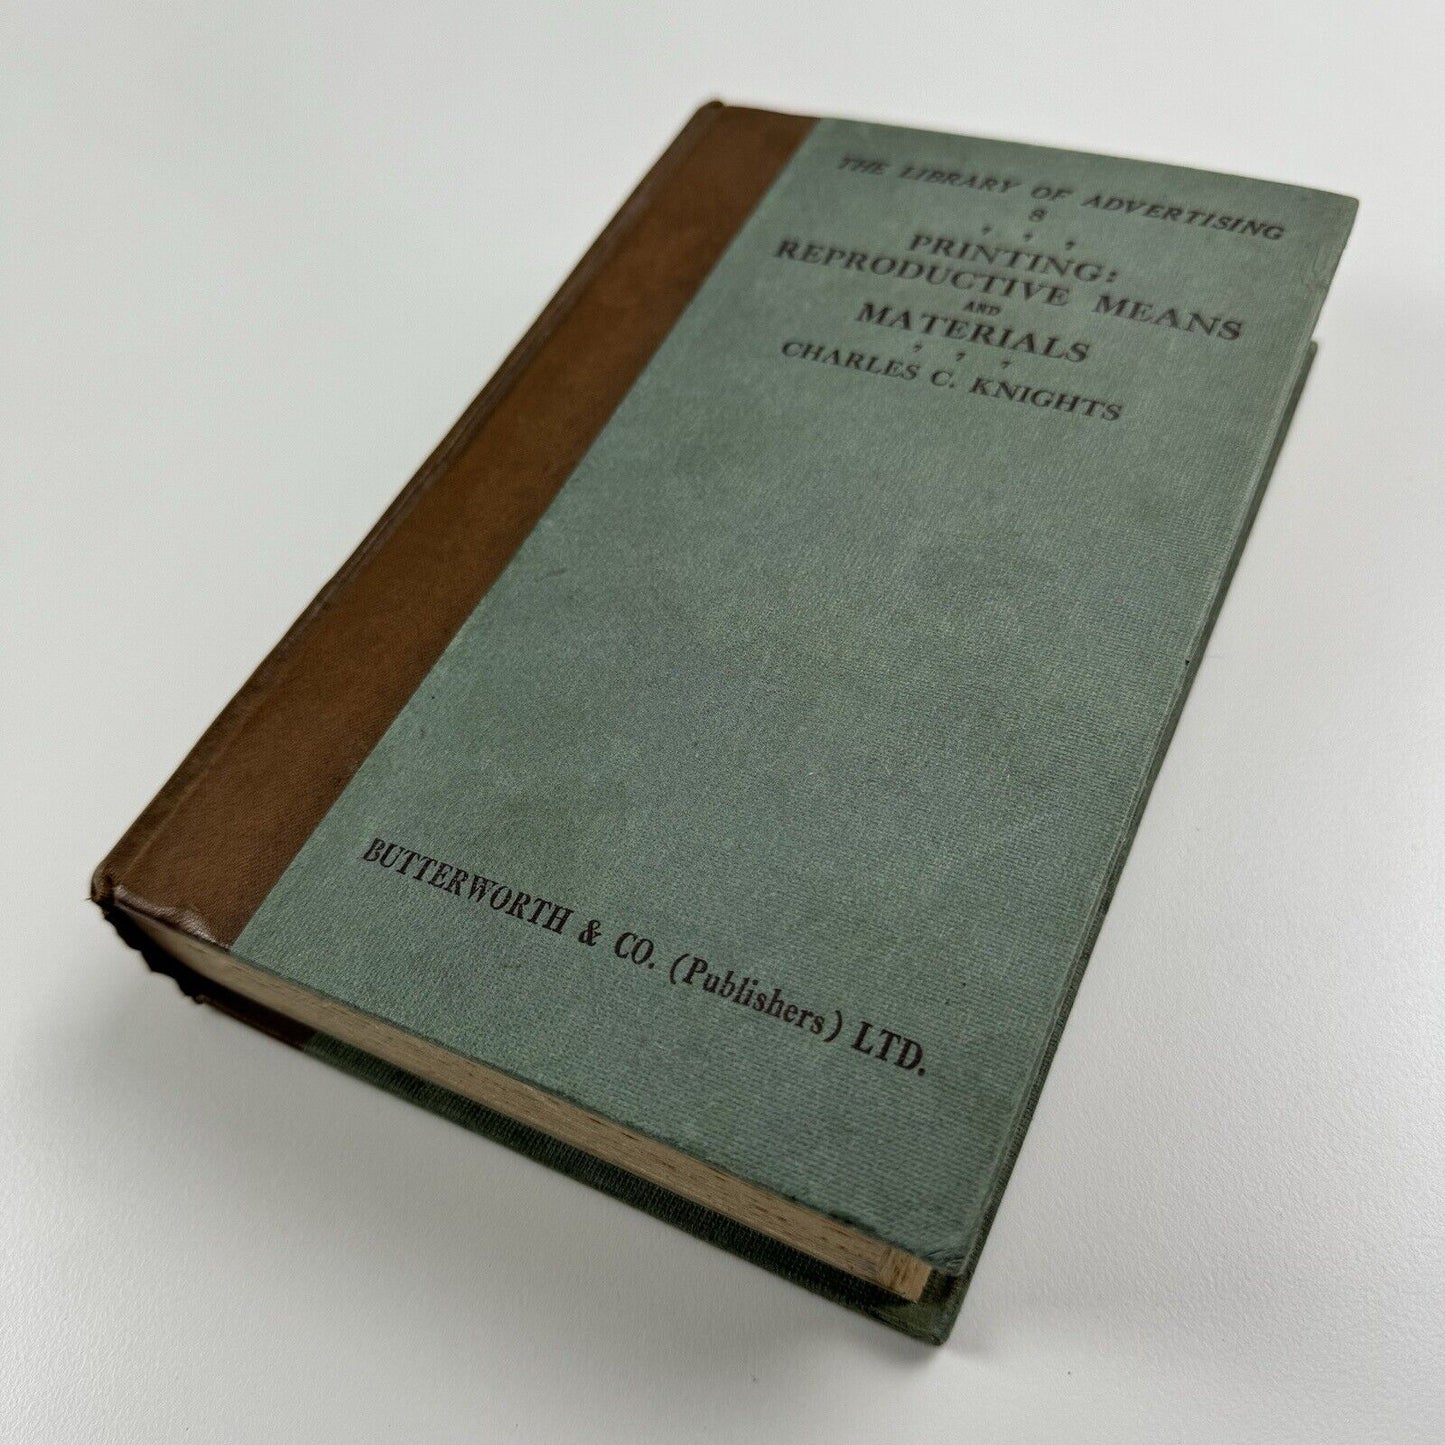 THE LIBRARY OF ADVERTISING
8
PRINTING:
REPRODUCTIVE MEANS
AND
MATERIALS
CHARLES C. KNIGHTS
BUTTERWORTH & CO. (Publishers) LTD.